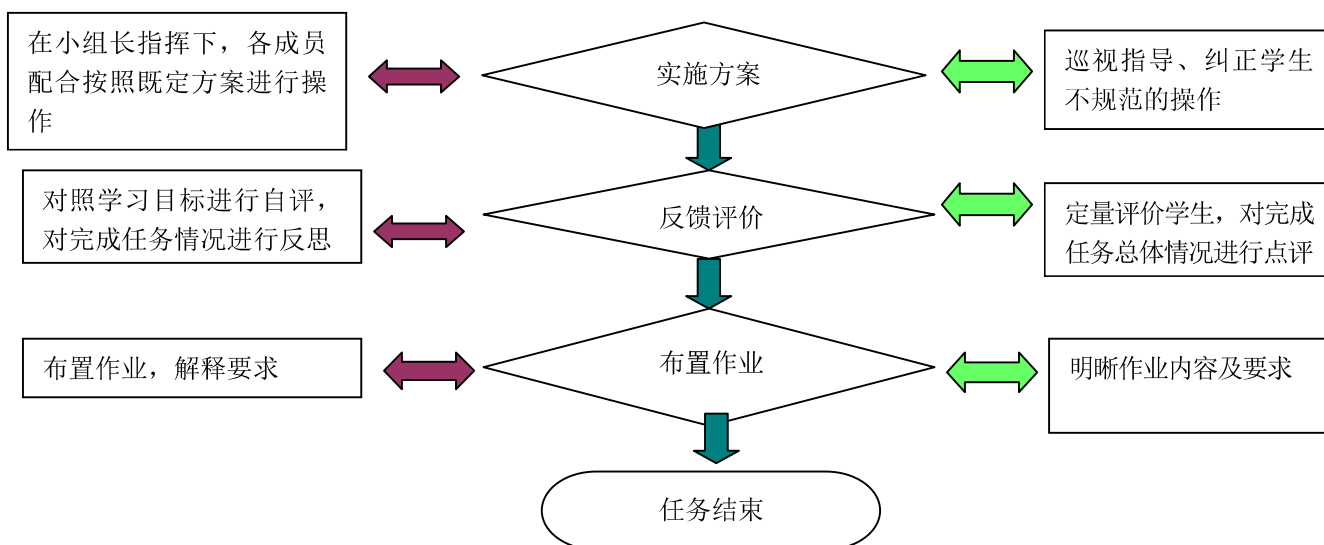 在小组长指挥下，各成员
配合按照既定方案进行操
作
实施方案
巡视指导、纠正学生
不规范的操作
对照学习目标进行自评，
对完成任务情况进行反思
反馈评价
定量评价学生，对完成
任务总体情况进行点评
布置作业，解释要求
布置作业
明晰作业内容及要求
任务结束